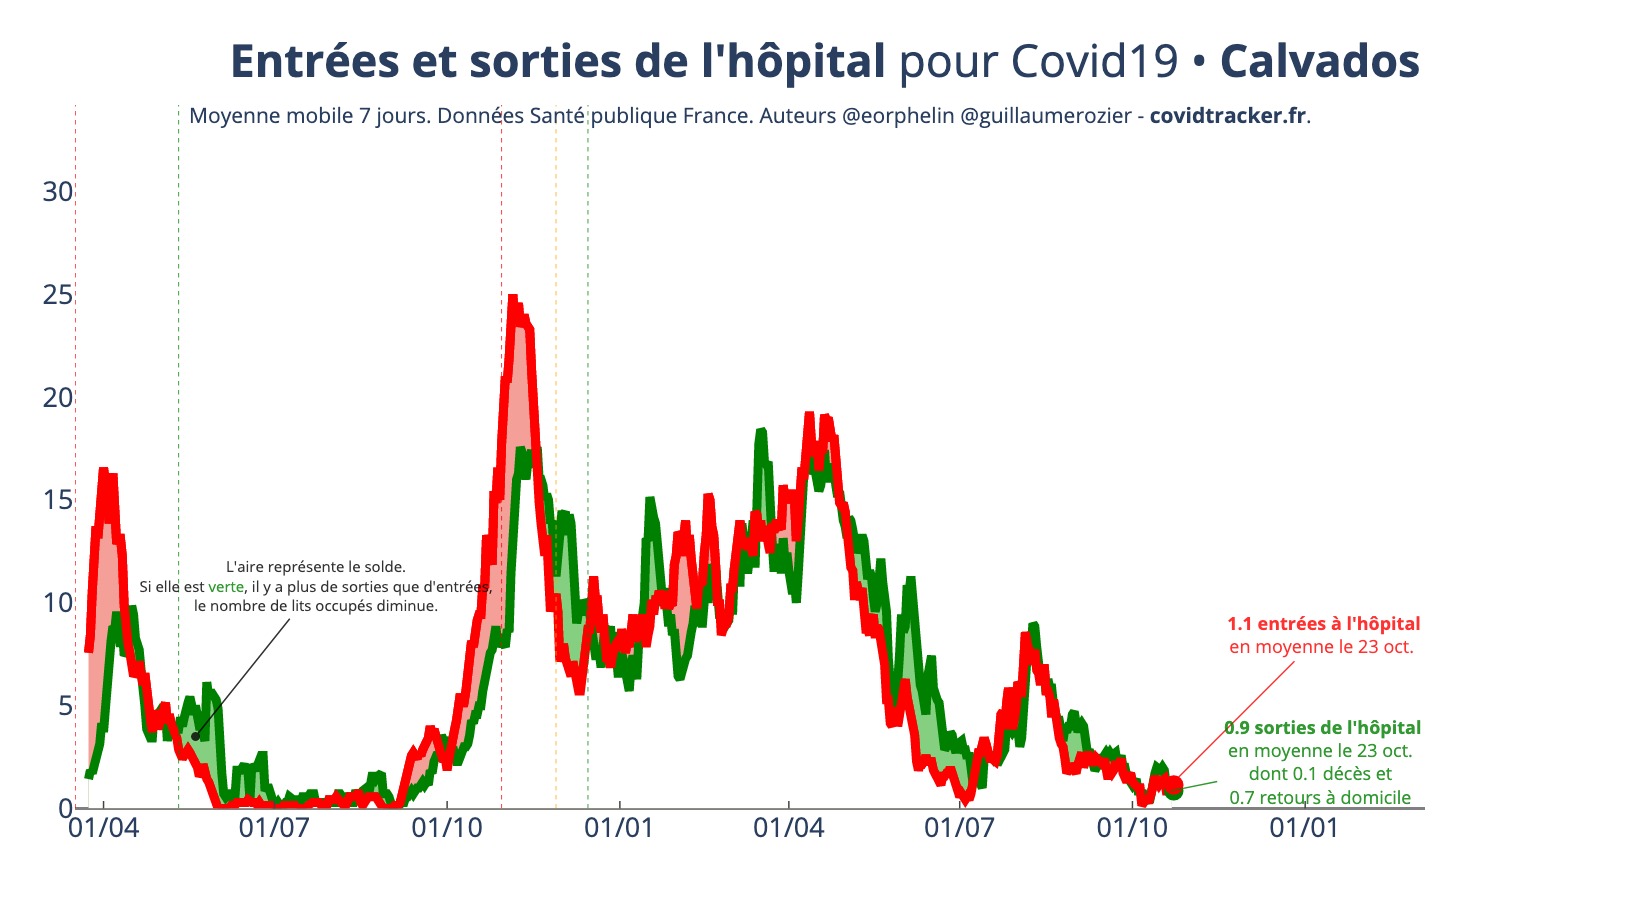 Entrées et sorties de l'hôpital pour Covid19 • Calvados
Moyenne mobile 7 jours. Données Santé publique France. Auteurs @eorphelin @guillaumerozier - covidtracker.fr.
30
25
20
15
10
5
0
L'aire représente le solde.
Si elle est verte, il y a plus de sorties que d'entrées,
le nombre de lits occupés diminue.
1.1 entrées à l'hôpital
en moyenne le 23 oct.
0.9 sorties de l'hôpital
en moyenne le 23 oct.
dont 0.1 décès et
0.7 retours à domicile
01/04 01/07 01/10 01/01 01/04 01/07 01/10 01/01